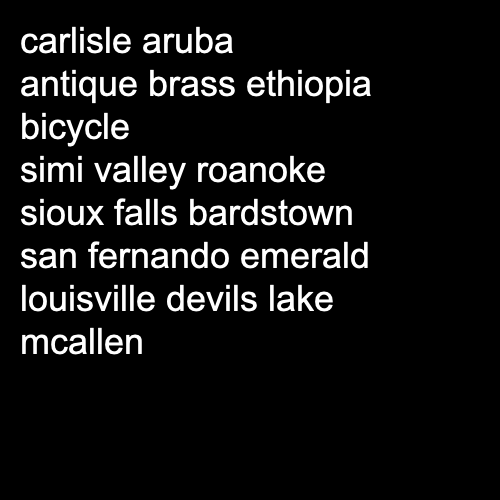 carlisle aruba
antique brass ethiopia
bicycle
simi valley roanoke
sioux falls bardstown
san fernando emerald
louisville devils lake
mcallen